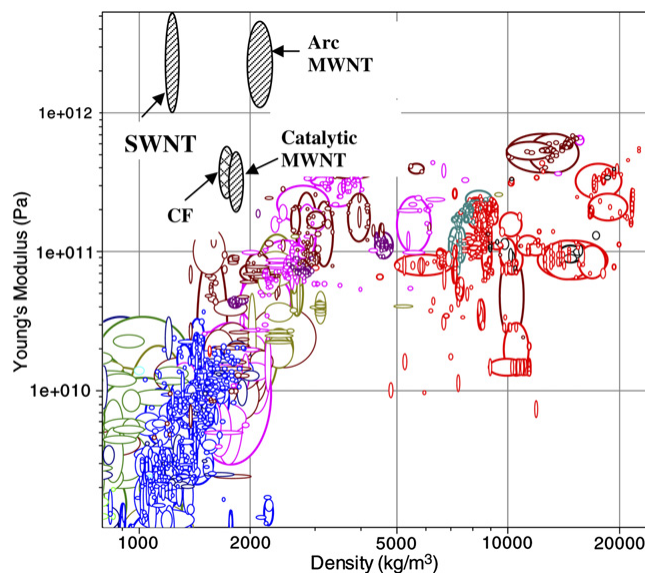 Arc
MWNT
1e+012
SWNT
Catalytic
MWNT
CF
1e+011
1e+010
Young's Modulus (Pa)
1000
2000
5000
10000
20000
Density (kg/m³)